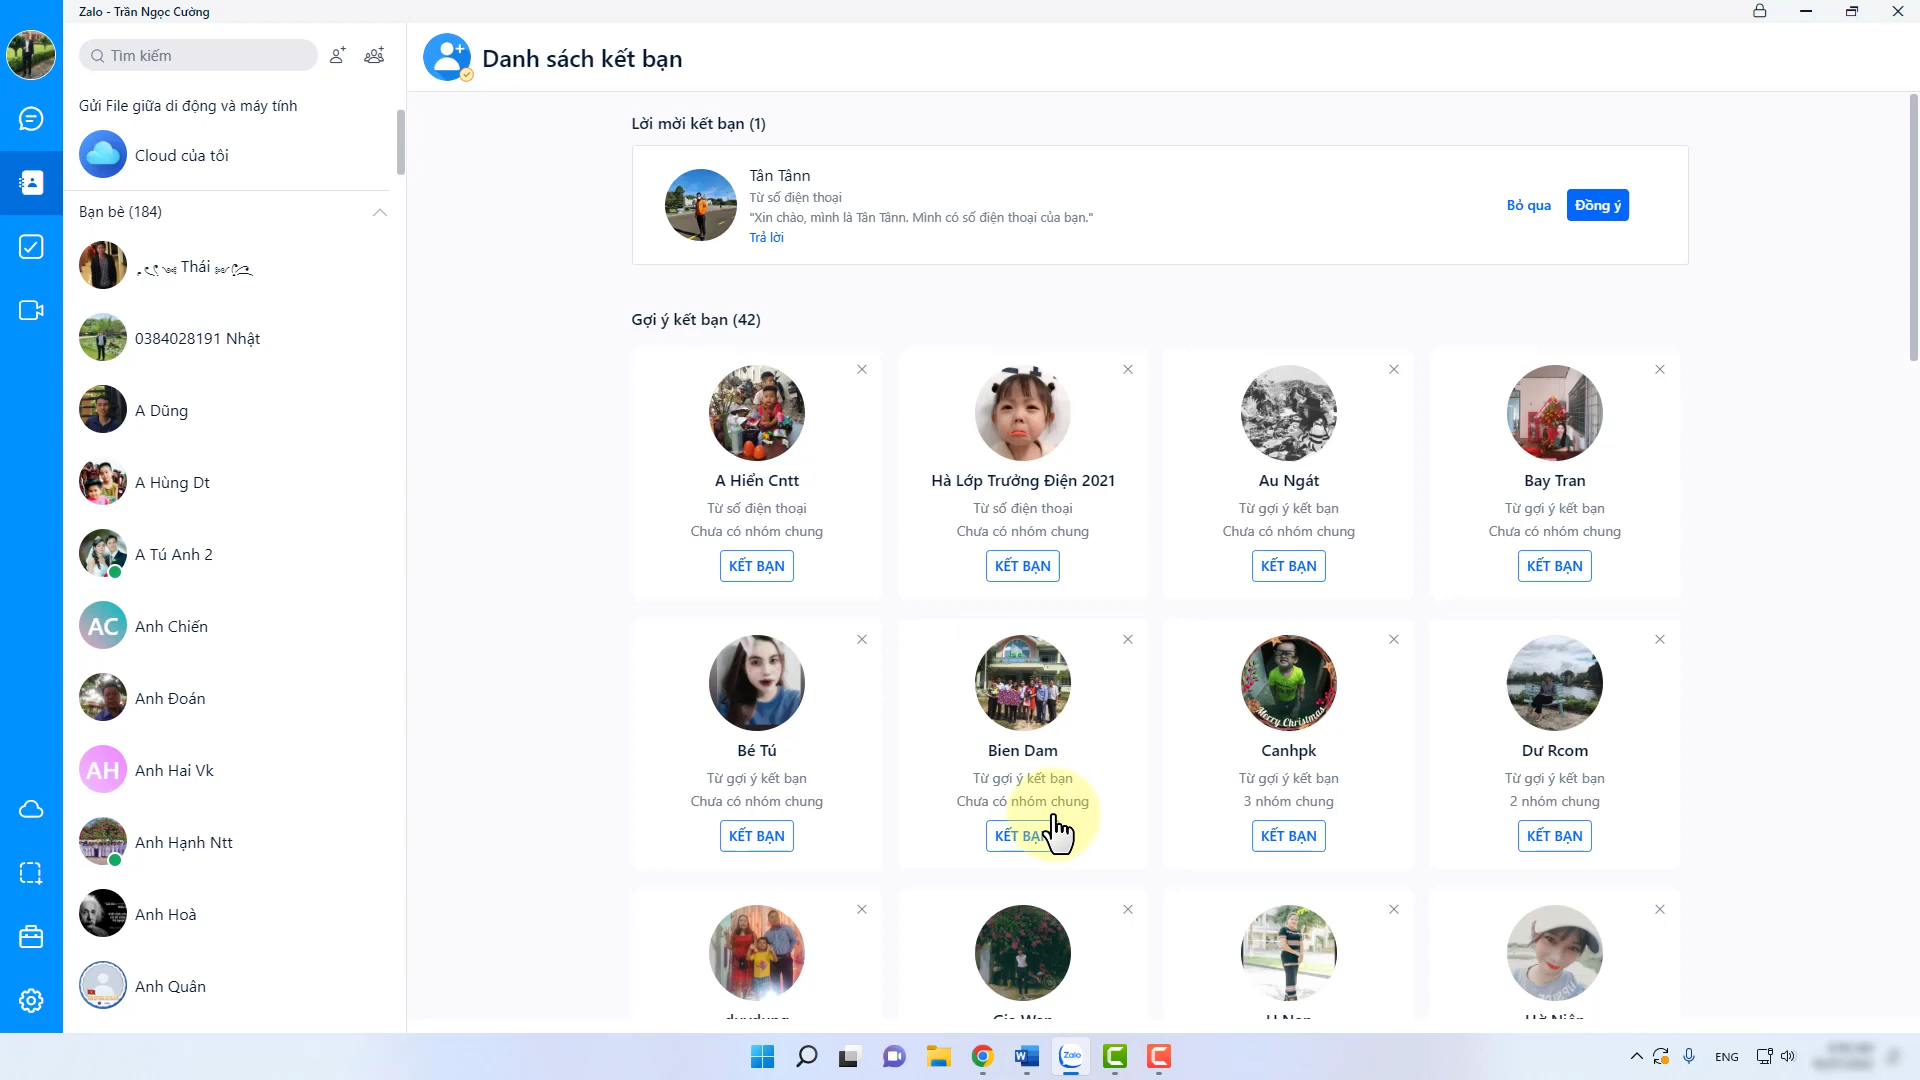 Zalo - Trần Ngọc Cường
Tìm kiếm
Gửi File giữa di động và máy tính
Cloud của tôi
Bạn bè (184)
Thái
0384028191 Nhật
A Dũng
A Hùng Dt
A Tú Anh 2
AC Anh Chiến
Anh Đoán
AH Anh Hai Vk
Anh Hạnh Ntt
Anh Hoà
Anh Quân
Danh sách kết bạn
Lời mời kết bạn (1)
Tân Tânn
Từ số điện thoại
"Xin chào, mình là Tân Tânn. Mình có số điện thoại của bạn."
Trả lời
Bỏ qua Đồng ý
Gợi ý kết bạn (42)
A Hiển Cntt Hà Lớp Trưởng Điện 2021 Au Ngát Bay Tran
Từ số điện thoại Từ số điện thoại Từ gợi ý kết bạn Từ gợi ý kết bạn
Chưa có nhóm chung Chưa có nhóm chung Chưa có nhóm chung Chưa có nhóm chung
KẾT BẠN KẾT BẠN KẾT BẠN KẾT BẠN
Merry Christmas
Bé Tú Bien Dam Canhpk Dư Rcom
Từ gợi ý kết bạn Từ gợi ý kết bạn Từ gợi ý kết bạn Từ gợi ý kết bạn
Chưa có nhóm chung Chưa có nhóm chung 3 nhóm chung 2 nhóm chung
KẾT BẠN KẾT BẠN KẾT BẠN KẾT BẠN
Zalo
ENG